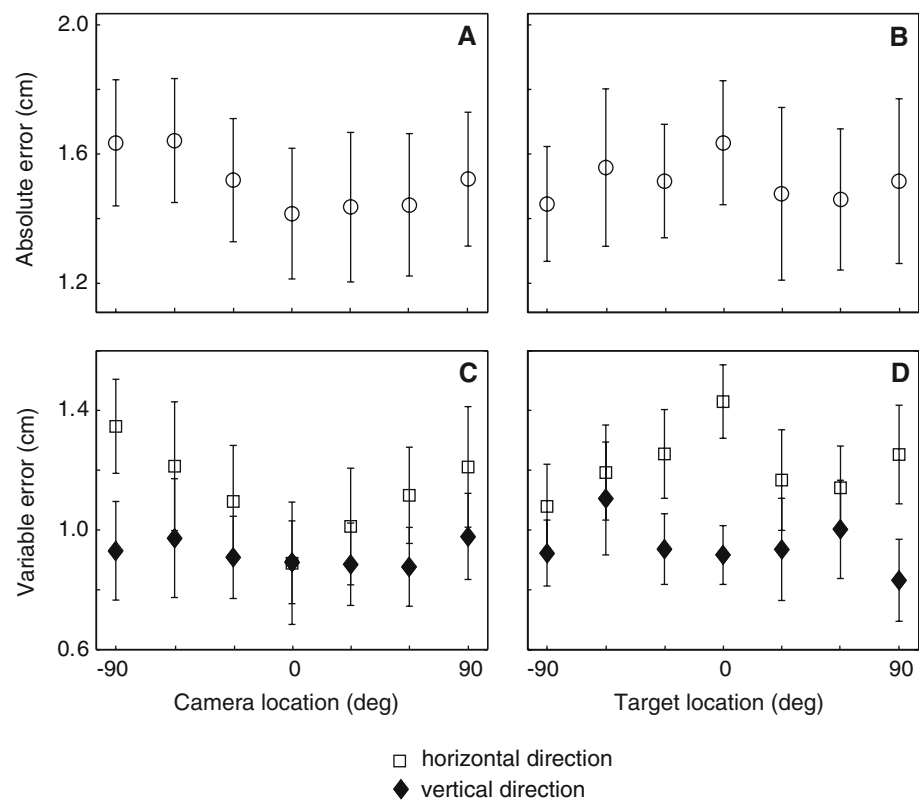 2.0
A
B
1.6
1.2
Absolute error (cm)
C
D
1.4
1.0
0.6
Variable error (cm)
-90 0 90
-90 0 90
Camera location (deg)
Target location (deg)
horizontal direction
vertical direction